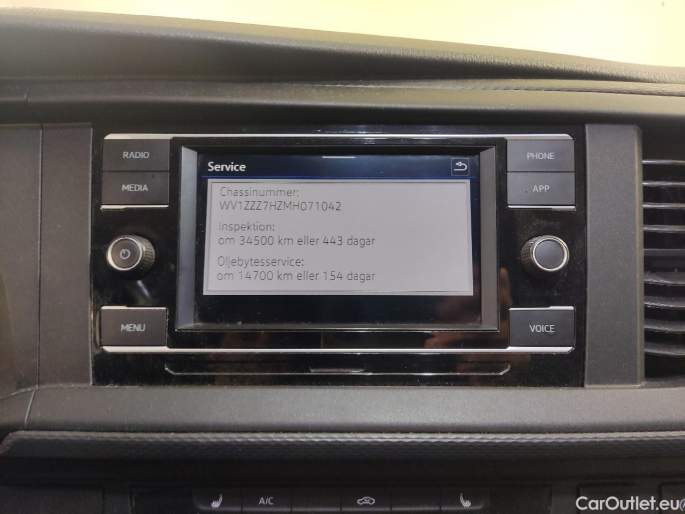 RADIO
MEDIA
MENU
Service
Chassinummer:
WV1ZZZ7HZMH071042
Inspektion:
om 34500 km eller 443 dagar
Oljebytesservice:
om 14700 km eller 154 dagar
PHONE
APP
VOICE
A/C
CarOutlet.eu